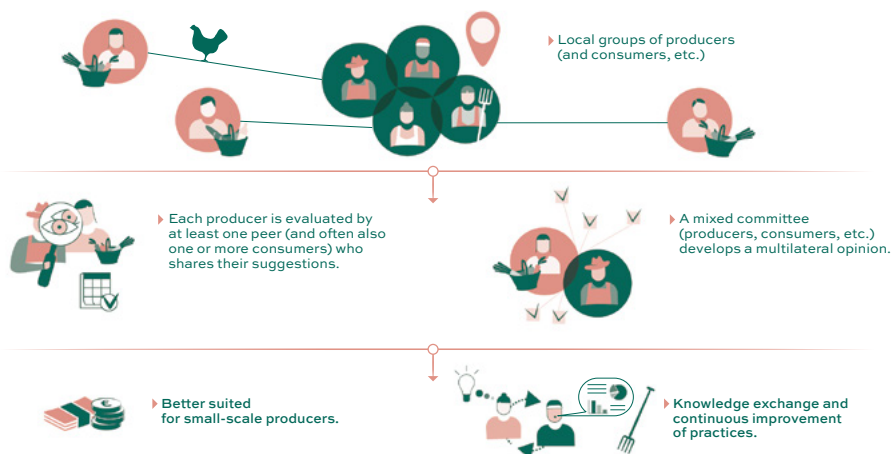 Local groups of producers
(and consumers, etc.)
Each producer is evaluated by
at least one peer (and often also
one or more consumers) who
shares their suggestions.
A mixed committee
(producers, consumers, etc.)
develops a multilateral opinion.
€
Better suited
for small-scale producers.
Knowledge exchange and
continuous improvement
of practices.